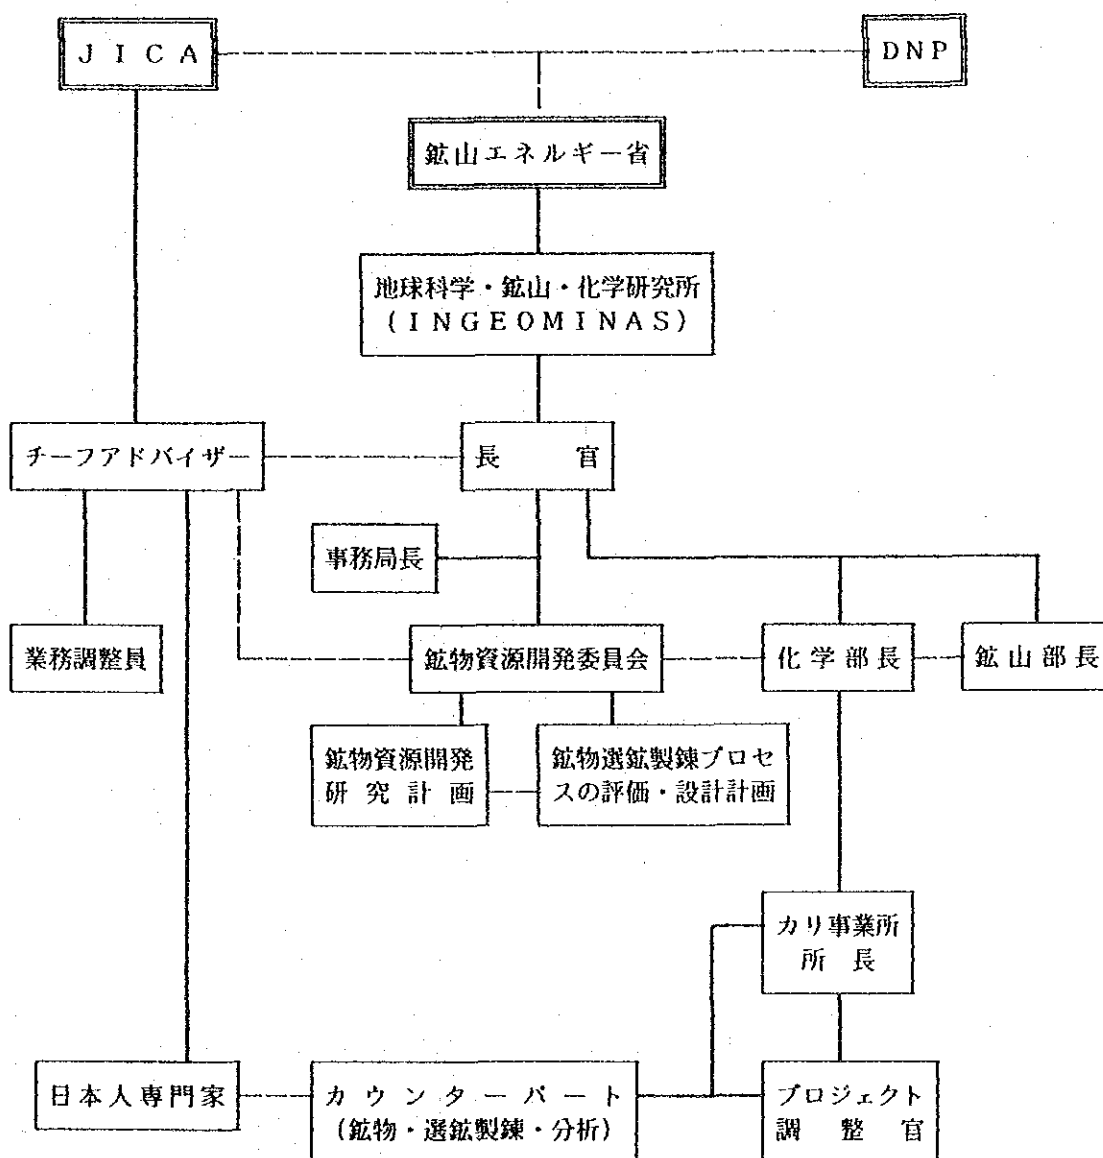 JICA
DNP
鉱山エネルギー省
地球科学・鉱山・化学研究所
(INGEOMINAS)
チーフアドバイザー
長官
事務局長
業務調整員
鉱物資源開発委員会
化学部長
鉱山部長
鉱物資源開発
研究計画
鉱物選鉱製錬プロセ
スの評価・設計計画
カリ事業所
所長
日本人専門家
カウンターパート
(鉱物・選鉱製錬・分析)
プロジェクト
調整官